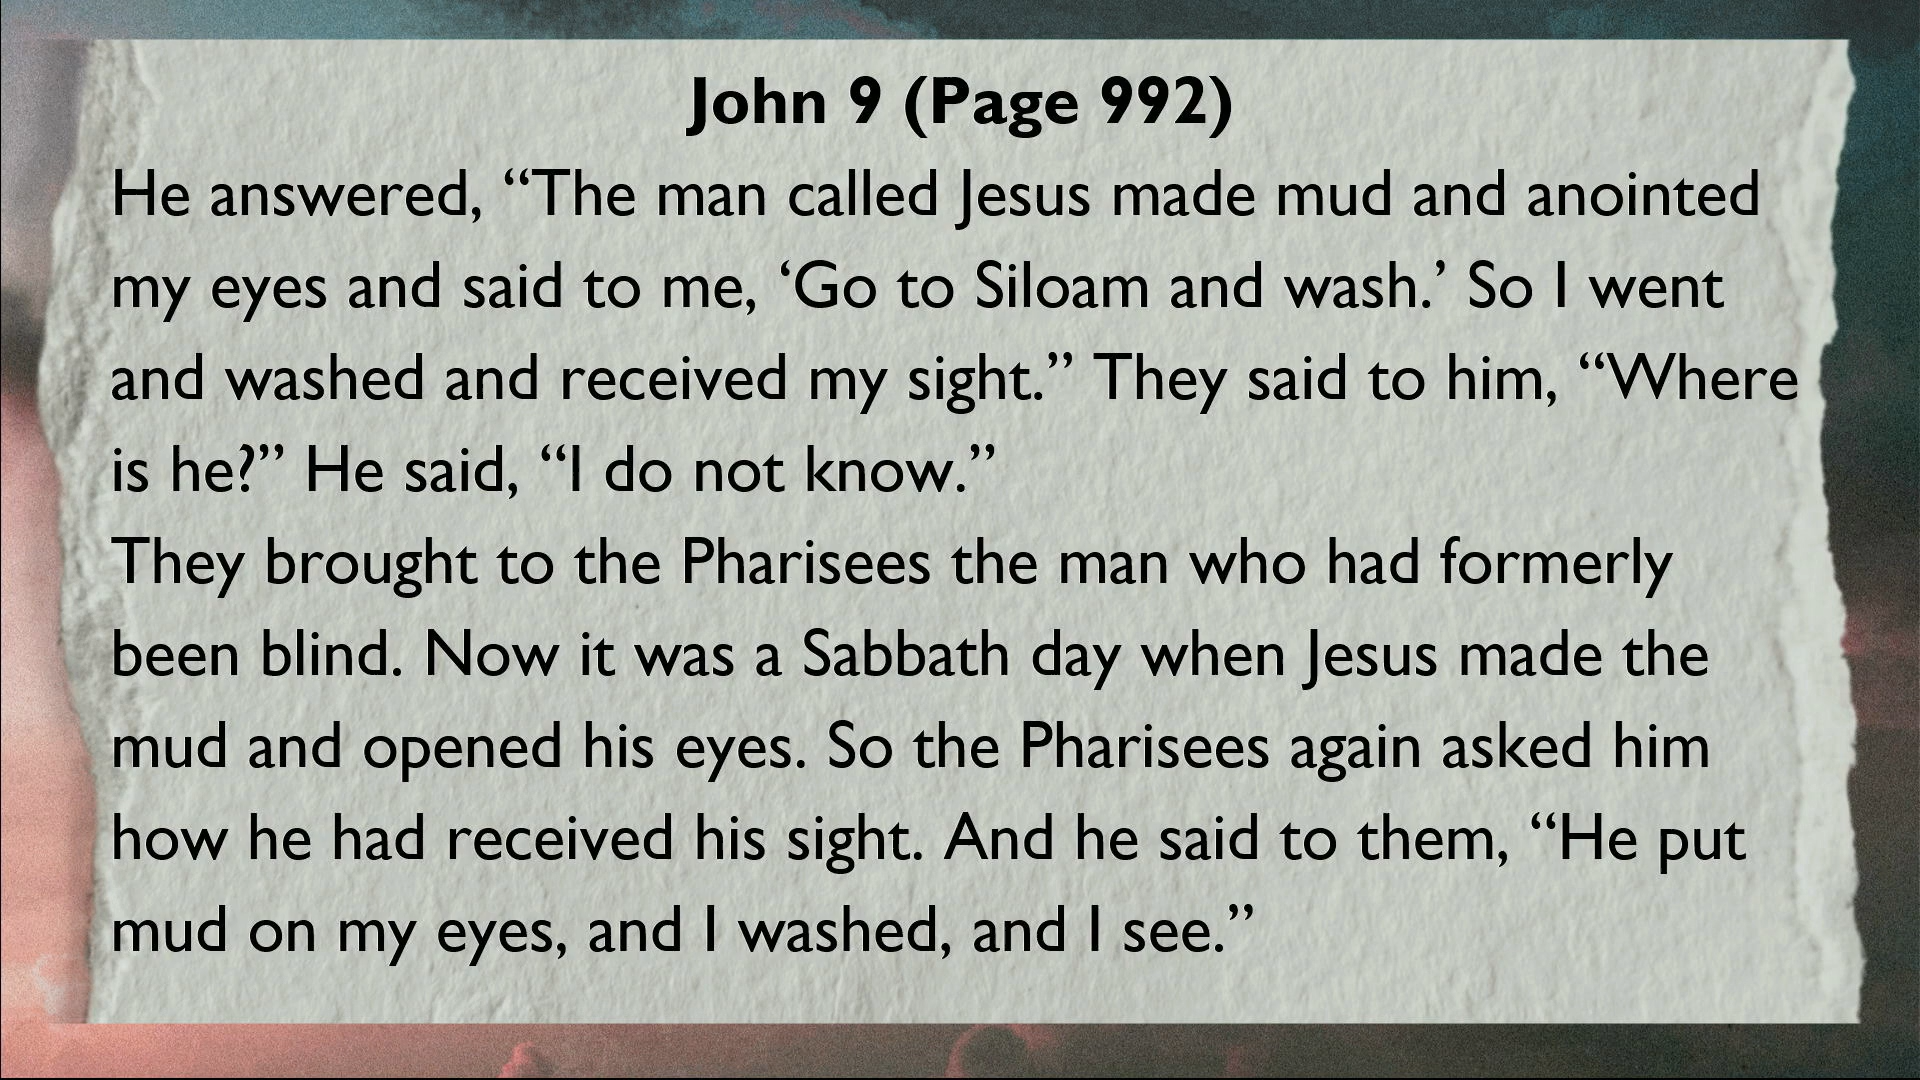 John 9 (Page 992)
He answered, “The man called Jesus made mud and anointed
my eyes and said to me, ‘Go to Siloam and wash.’ So I went
and washed and received my sight.” They said to him, “Where
is he?” He said, “I do not know.”
They brought to the Pharisees the man who had formerly
been blind. Now it was a Sabbath day when Jesus made the
mud and opened his eyes. So the Pharisees again asked him
how he had received his sight. And he said to them, “He put
mud on my eyes, and I washed, and I see.”